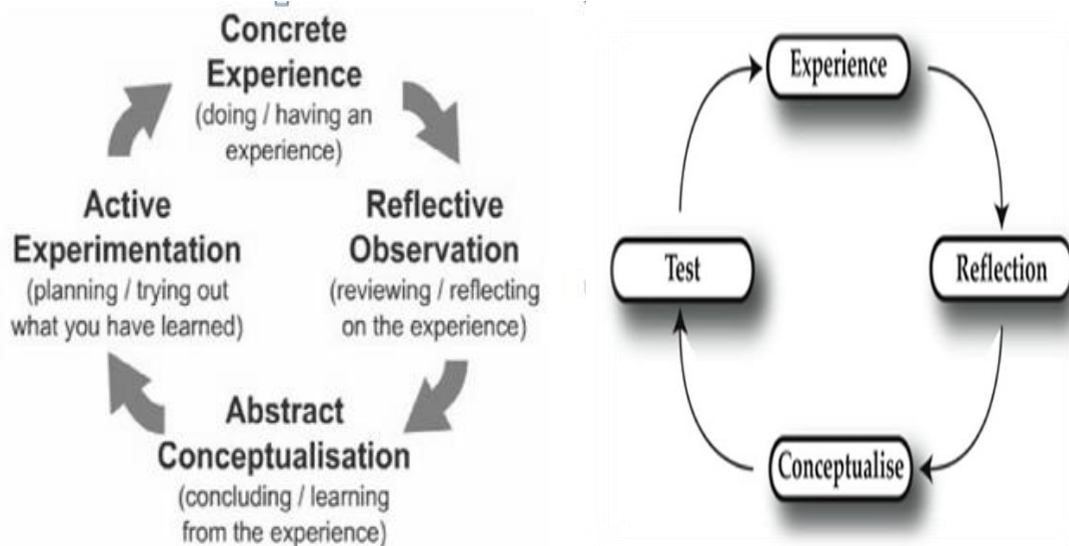 Concrete
Experience
(doing / having an
experience)
Reflective
Observation
(reviewing / reflecting
on the experience)
Abstract
Conceptualisation
(concluding / learning
from the experience)
Active
Experimentation
(planning / trying out
what you have learned)
Experience
Reflection
Conceptualise
Test